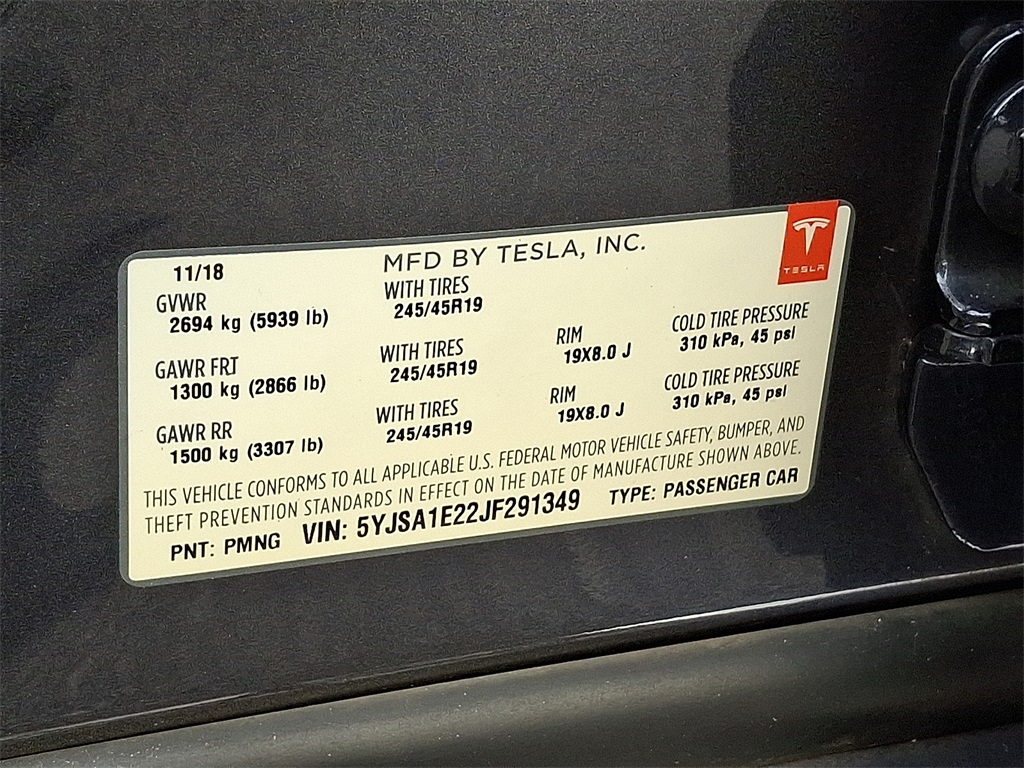 11/18
MFD BY TESLA, INC.
TESLA
GVWR
2694 kg (5939 lb)
WITH TIRES
245/45R19
GAWR FRT
1300 kg (2866 lb)
WITH TIRES
245/45R19
RIM
19X8.0 J
COLD TIRE PRESSURE
310 kPa, 45 psi
GAWR RR
1500 kg (3307 lb)
WITH TIRES
245/45R19
RIM
19X8.0 J
COLD TIRE PRESSURE
310 kPa, 45 psi
THIS VEHICLE CONFORMS TO ALL APPLICABLE U.S. FEDERAL MOTOR VEHICLE SAFETY, BUMPER, AND
THEFT PREVENTION STANDARDS IN EFFECT ON THE DATE OF MANUFACTURE SHOWN ABOVE.
PNT: PMNG VIN: 5YJSA1E22JF291349 TYPE: PASSENGER CAR